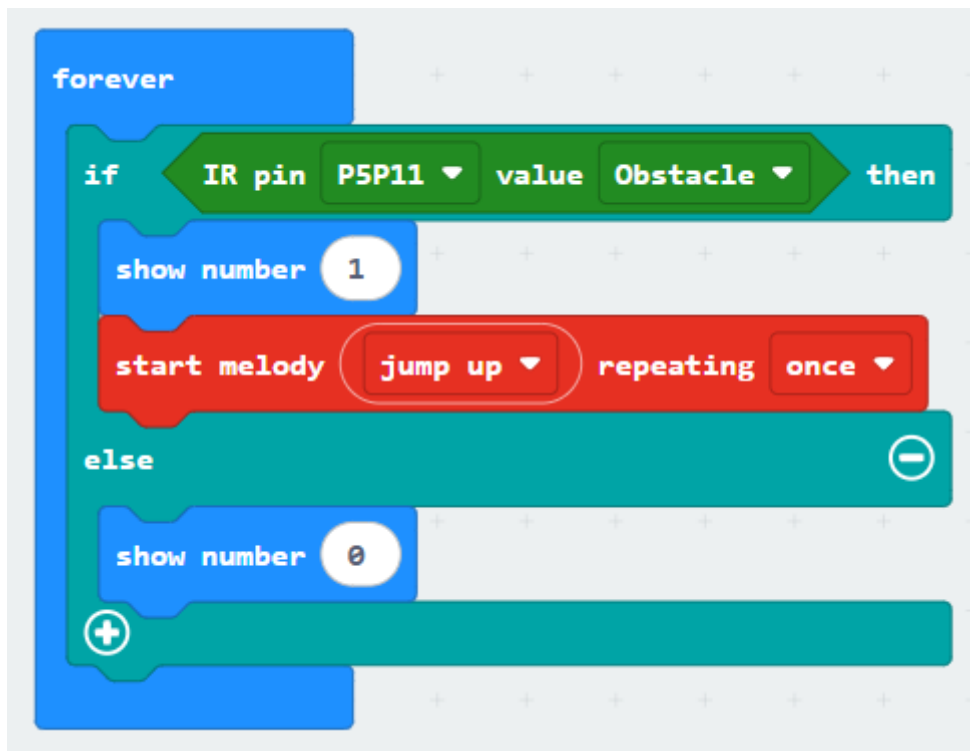 forever
if IR pin P5P11 value Obstacle then
show number 1
start melody jump up repeating once
else
show number 0